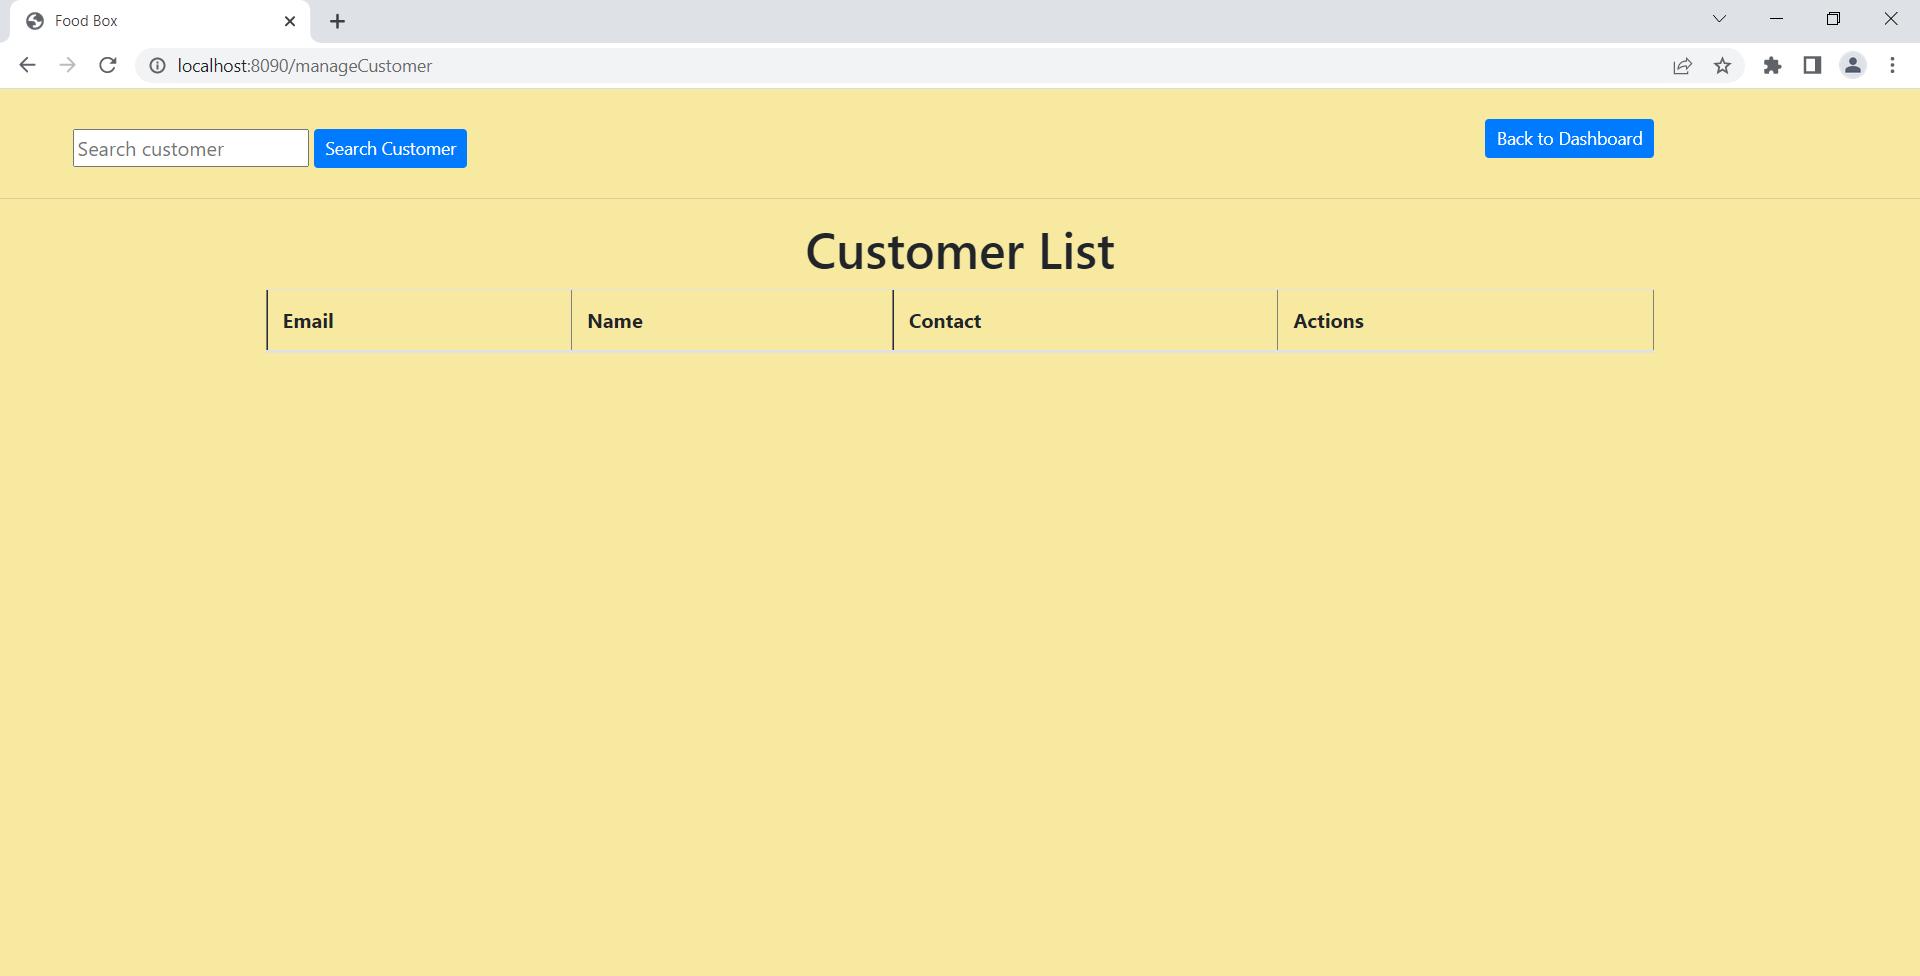 Food Box
localhost:8090/manageCustomer
Search customer
Search Customer
Back to Dashboard
Customer List
Email
Name
Contact
Actions